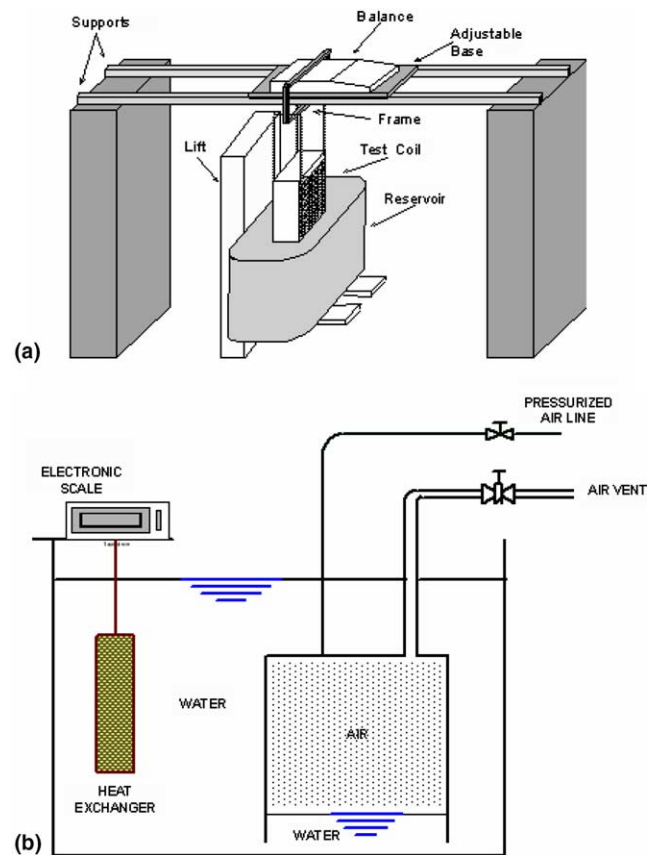 Supports
Balance
Adjustable
Base
Frame
Lift
Test Coil
Reservoir
(a)
PRESSURIZED
AIR LINE
ELECTRONIC
SCALE
AIR VENT
WATER
AIR
HEAT
EXCHANGER
WATER
(b)